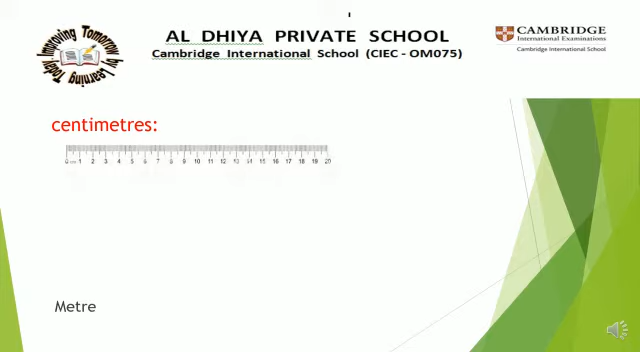 Improving Tomorrow by Learning Today
AL DHIYA PRIVATE SCHOOL
Cambridge International School (CIEC - OM075)
CAMBRIDGE
International Examinations
Cambridge International School
centimetres:
0 cm 1 2 3 4 5 6 7 8 9 10 11 12 13 14 15 16 17 18 19 20
Metre